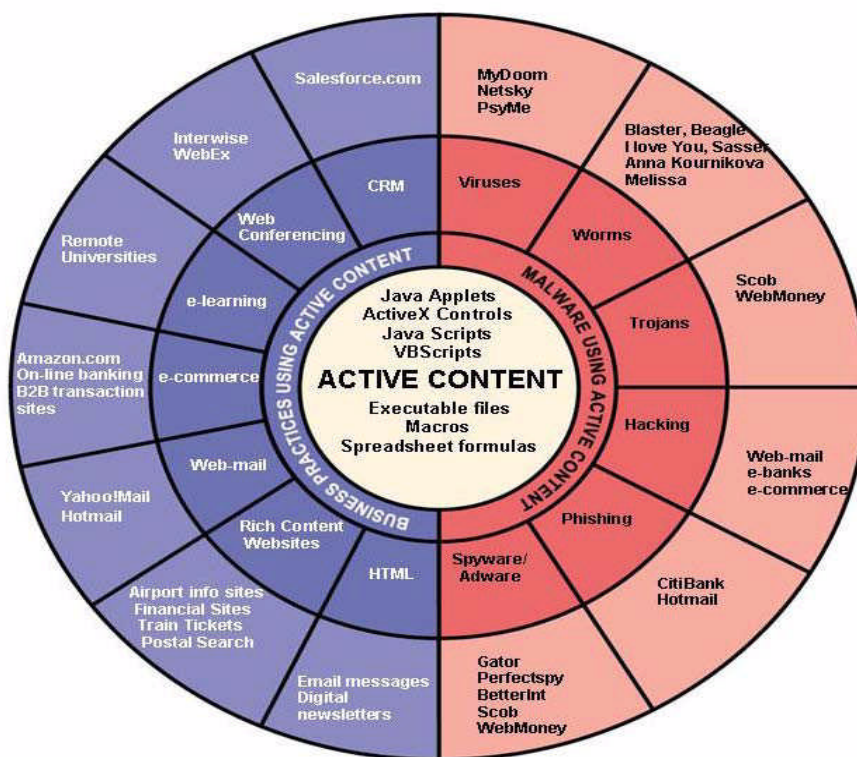 Salesforce.com
MyDoom
Netsky
PsyMe
Interwise
WebEx
Blaster, Beagle
I love You, Sasser
Anna Kournikova
Melissa
CRM
Viruses
Web
Conferencing
Worms
Remote
Universities
e-learning
Trojans
Scob
WebMoney
BUSINESS PRACTICES USING ACTIVE CONTENT
MALWARE USING ACTIVE CONTENT
Java Applets
ActiveX Controls
Java Scripts
VBScripts
ACTIVE CONTENT
Executable files
Macros
Spreadsheet formulas
Amazon.com
On-line banking
B2B transaction
sites
e-commerce
Hacking
Web-mail
e-banks
e-commerce
Web-mail
Yahoo!Mail
Hotmail
Rich Content
Websites
Phishing
HTML
Spyware/
Adware
CitiBank
Hotmail
Airport info sites
Financial Sites
Train Tickets
Postal Search
Email messages
Digital
newsletters
Gator
Perfectspy
BetterInt
Scob
WebMoney